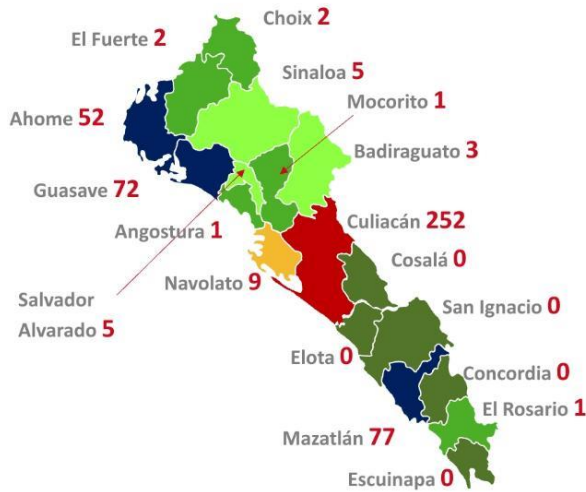 Choix 2
El Fuerte 2
Sinaloa 5
Mocorito 1
Ahome 52
Badiraguato 3
Guasave 72
Culiacán 252
Angostura 1
Cosalá 0
Navolato 9
Salvador
Alvarado 5
San Ignacio 0
Elota 0
Concordia 0
El Rosario 1
Mazatlán 77
Escuinapa 0